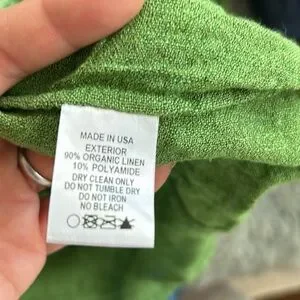 MADE IN USA
EXTERIOR
90% ORGANIC LINEN
10% POLYAMIDE
DRY CLEAN ONLY
DO NOT TUMBLE DRY
DO NOT IRON
NO BLEACH